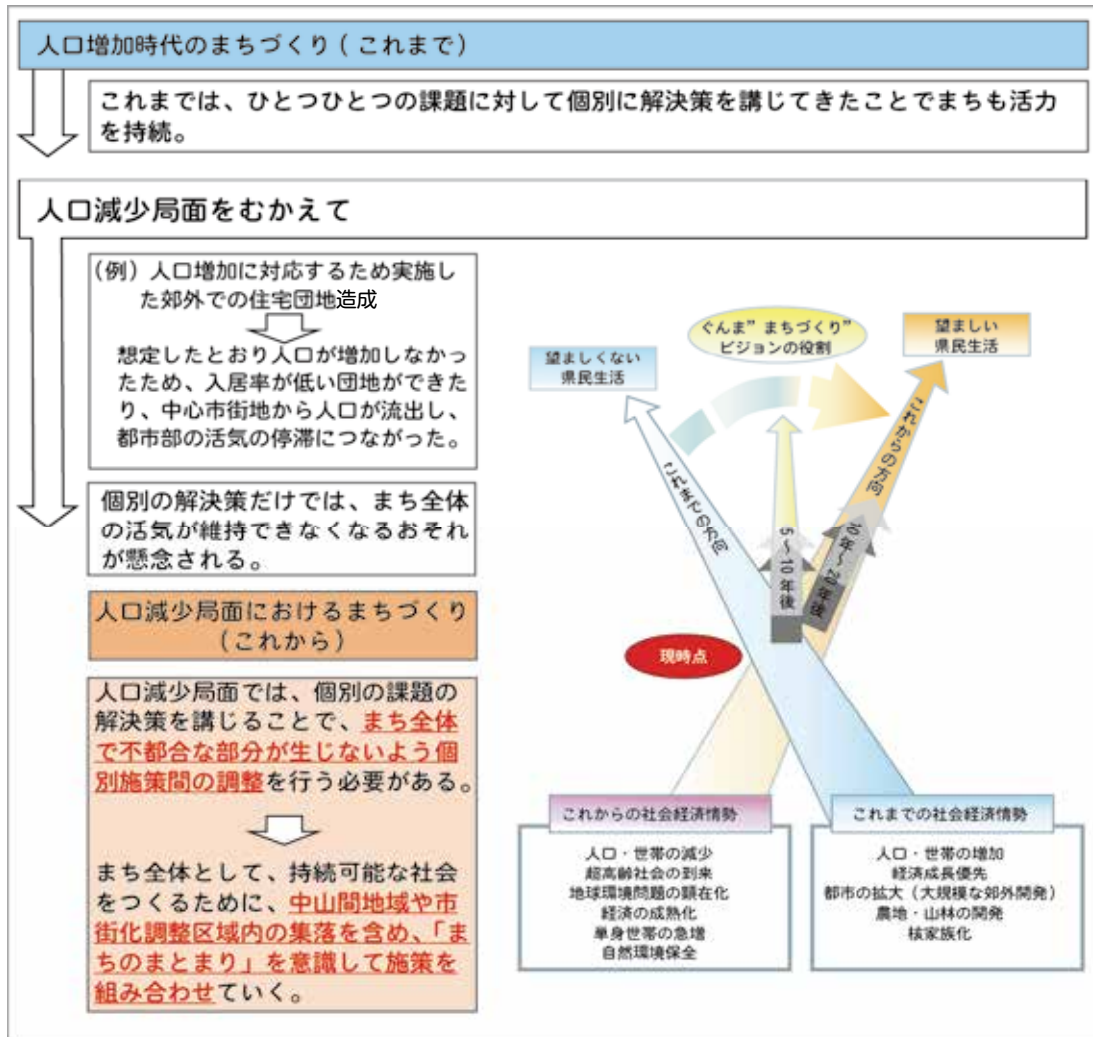 人口増加時代のまちづくり（これまで）
これまでは、ひとつひとつの課題に対して個別に解決策を講じてきたことでまちも活力
を持続。
人口減少局面をむかえて
（例）人口増加に対応するため実施し
た郊外での住宅団地造成
想定したとおり人口が増加しなかっ
たため、入居率が低い団地ができた
り、中心市街地から人口が流出し、
都市部の活気の停滞につながった。
個別の解決策だけでは、まち全体
の活気が維持できなくなるおそれ
が懸念される。
人口減少局面におけるまちづくり
（これから）
人口減少局面では、個別の課題の
解決策を講じることで、まち全体
で不都合な部分が生じないよう個
別施策間の調整を行う必要がある。
まち全体として、持続可能な社会
をつくるために、中山間地域や市
街化調整区域内の集落を含め、「ま
ちのまとまり」を意識して施策を
組み合わせていく。
ぐんま”まちづくり”
ビジョンの役割
望ましくない
県民生活
望ましい
県民生活
これまでの方向
これからの方向
5～10年後
10年～20年後
現時点
これからの社会経済情勢
人口・世帯の減少
超高齢社会の到来
地球環境問題の顕在化
経済の成熟化
単身世帯の急増
自然環境保全
これまでの社会経済情勢
人口・世帯の増加
経済成長優先
都市の拡大（大規模な郊外開発）
農地・山林の開発
核家族化